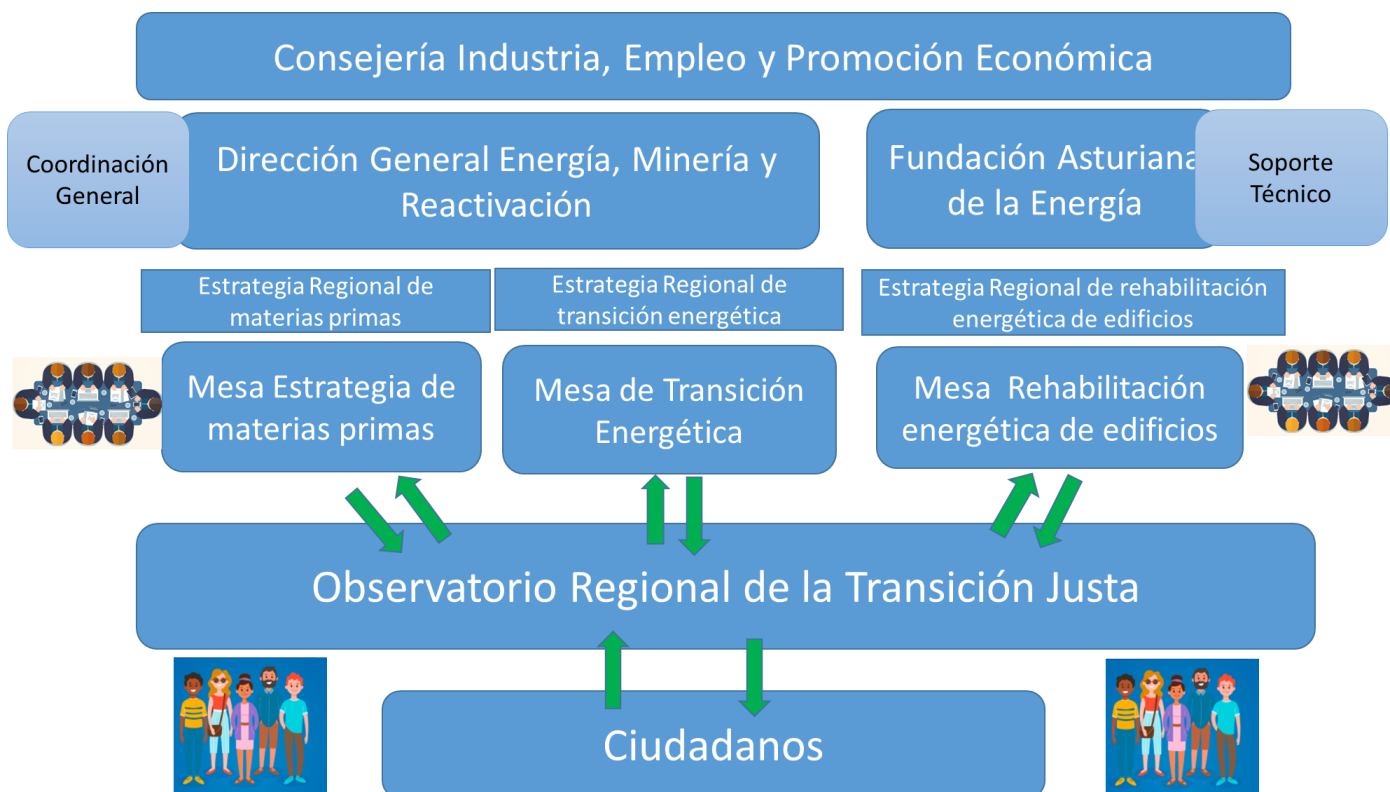 Consejería Industria, Empleo y Promoción Económica
Coordinación
General
Dirección General Energía, Minería y
Reactivación
Fundación Asturiana
de la Energía
Soporte
Técnico
Estrategia Regional de
materias primas
Estrategia Regional de
transición energética
Estrategia Regional de rehabilitación
energética de edificios
Mesa Estrategia de
materias primas
Mesa de Transición
Energética
Mesa Rehabilitación
energética de edificios
Observatorio Regional de la Transición Justa
Ciudadanos